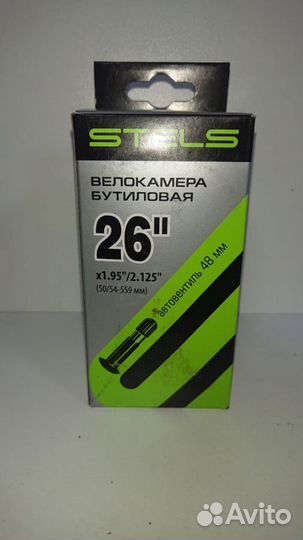 STELS
ВЕЛОКАМЕРА
БУТИЛОВАЯ
26"
x1.95"/2.125"
(50/54-559 мм)
автовентиль 48 мм
Avito